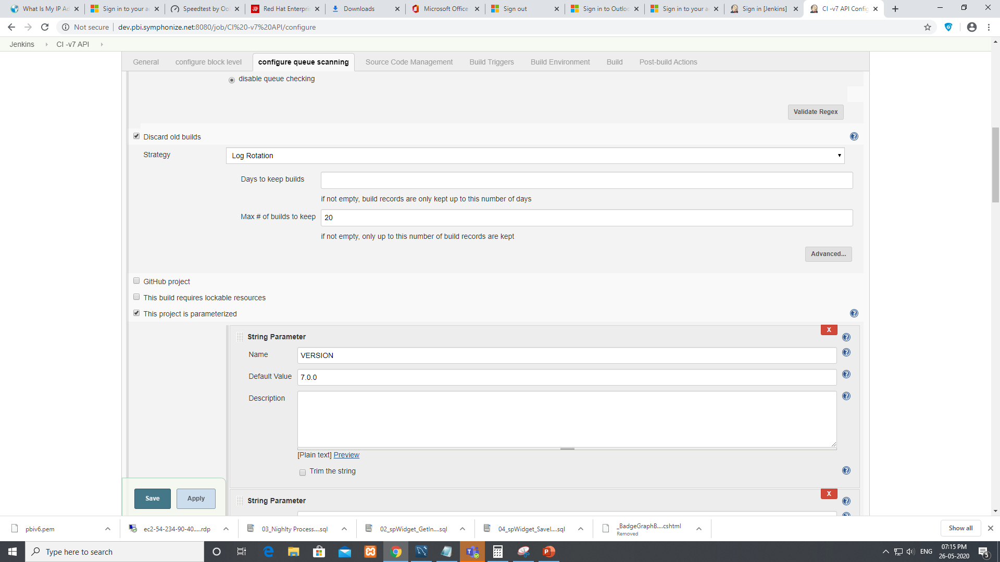 What Is My IP Ad
Sign in to your a
Speedtest by Oo
Red Hat Enterpri
Downloads
Microsoft Office
Sign out
Sign in to Outloo
Sign in to your a
Sign in [Jenkins]
CI -v7 API Config
Not secure
dev.pbi.symphonize.net:8080/job/CI%20-v7%20API/configure
Jenkins
CI -v7 API
General
configure block level
configure queue scanning
Source Code Management
Build Triggers
Build Environment
Build
Post-build Actions
disable queue checking
Validate Regex
Discard old builds
Strategy
Log Rotation
Days to keep builds
if not empty, build records are only kept up to this number of days
Max # of builds to keep
20
if not empty, only up to this number of build records are kept
Advanced...
GitHub project
This build requires lockable resources
This project is parameterized
X
String Parameter
Name
VERSION
Default Value
7.0.0
Description
[Plain text] Preview
Trim the string
X
String Parameter
Save
Apply
pbiv6.pem
ec2-54-234-90-40.....rdp
03_Nighlty Process....sql
02_spWidget_GetIn....sql
04_spWidget_SaveI....sql
_BadgeGraphB....cshtml
Removed
Show all
Type here to search
ENG
07:15 PM
26-05-2020
5